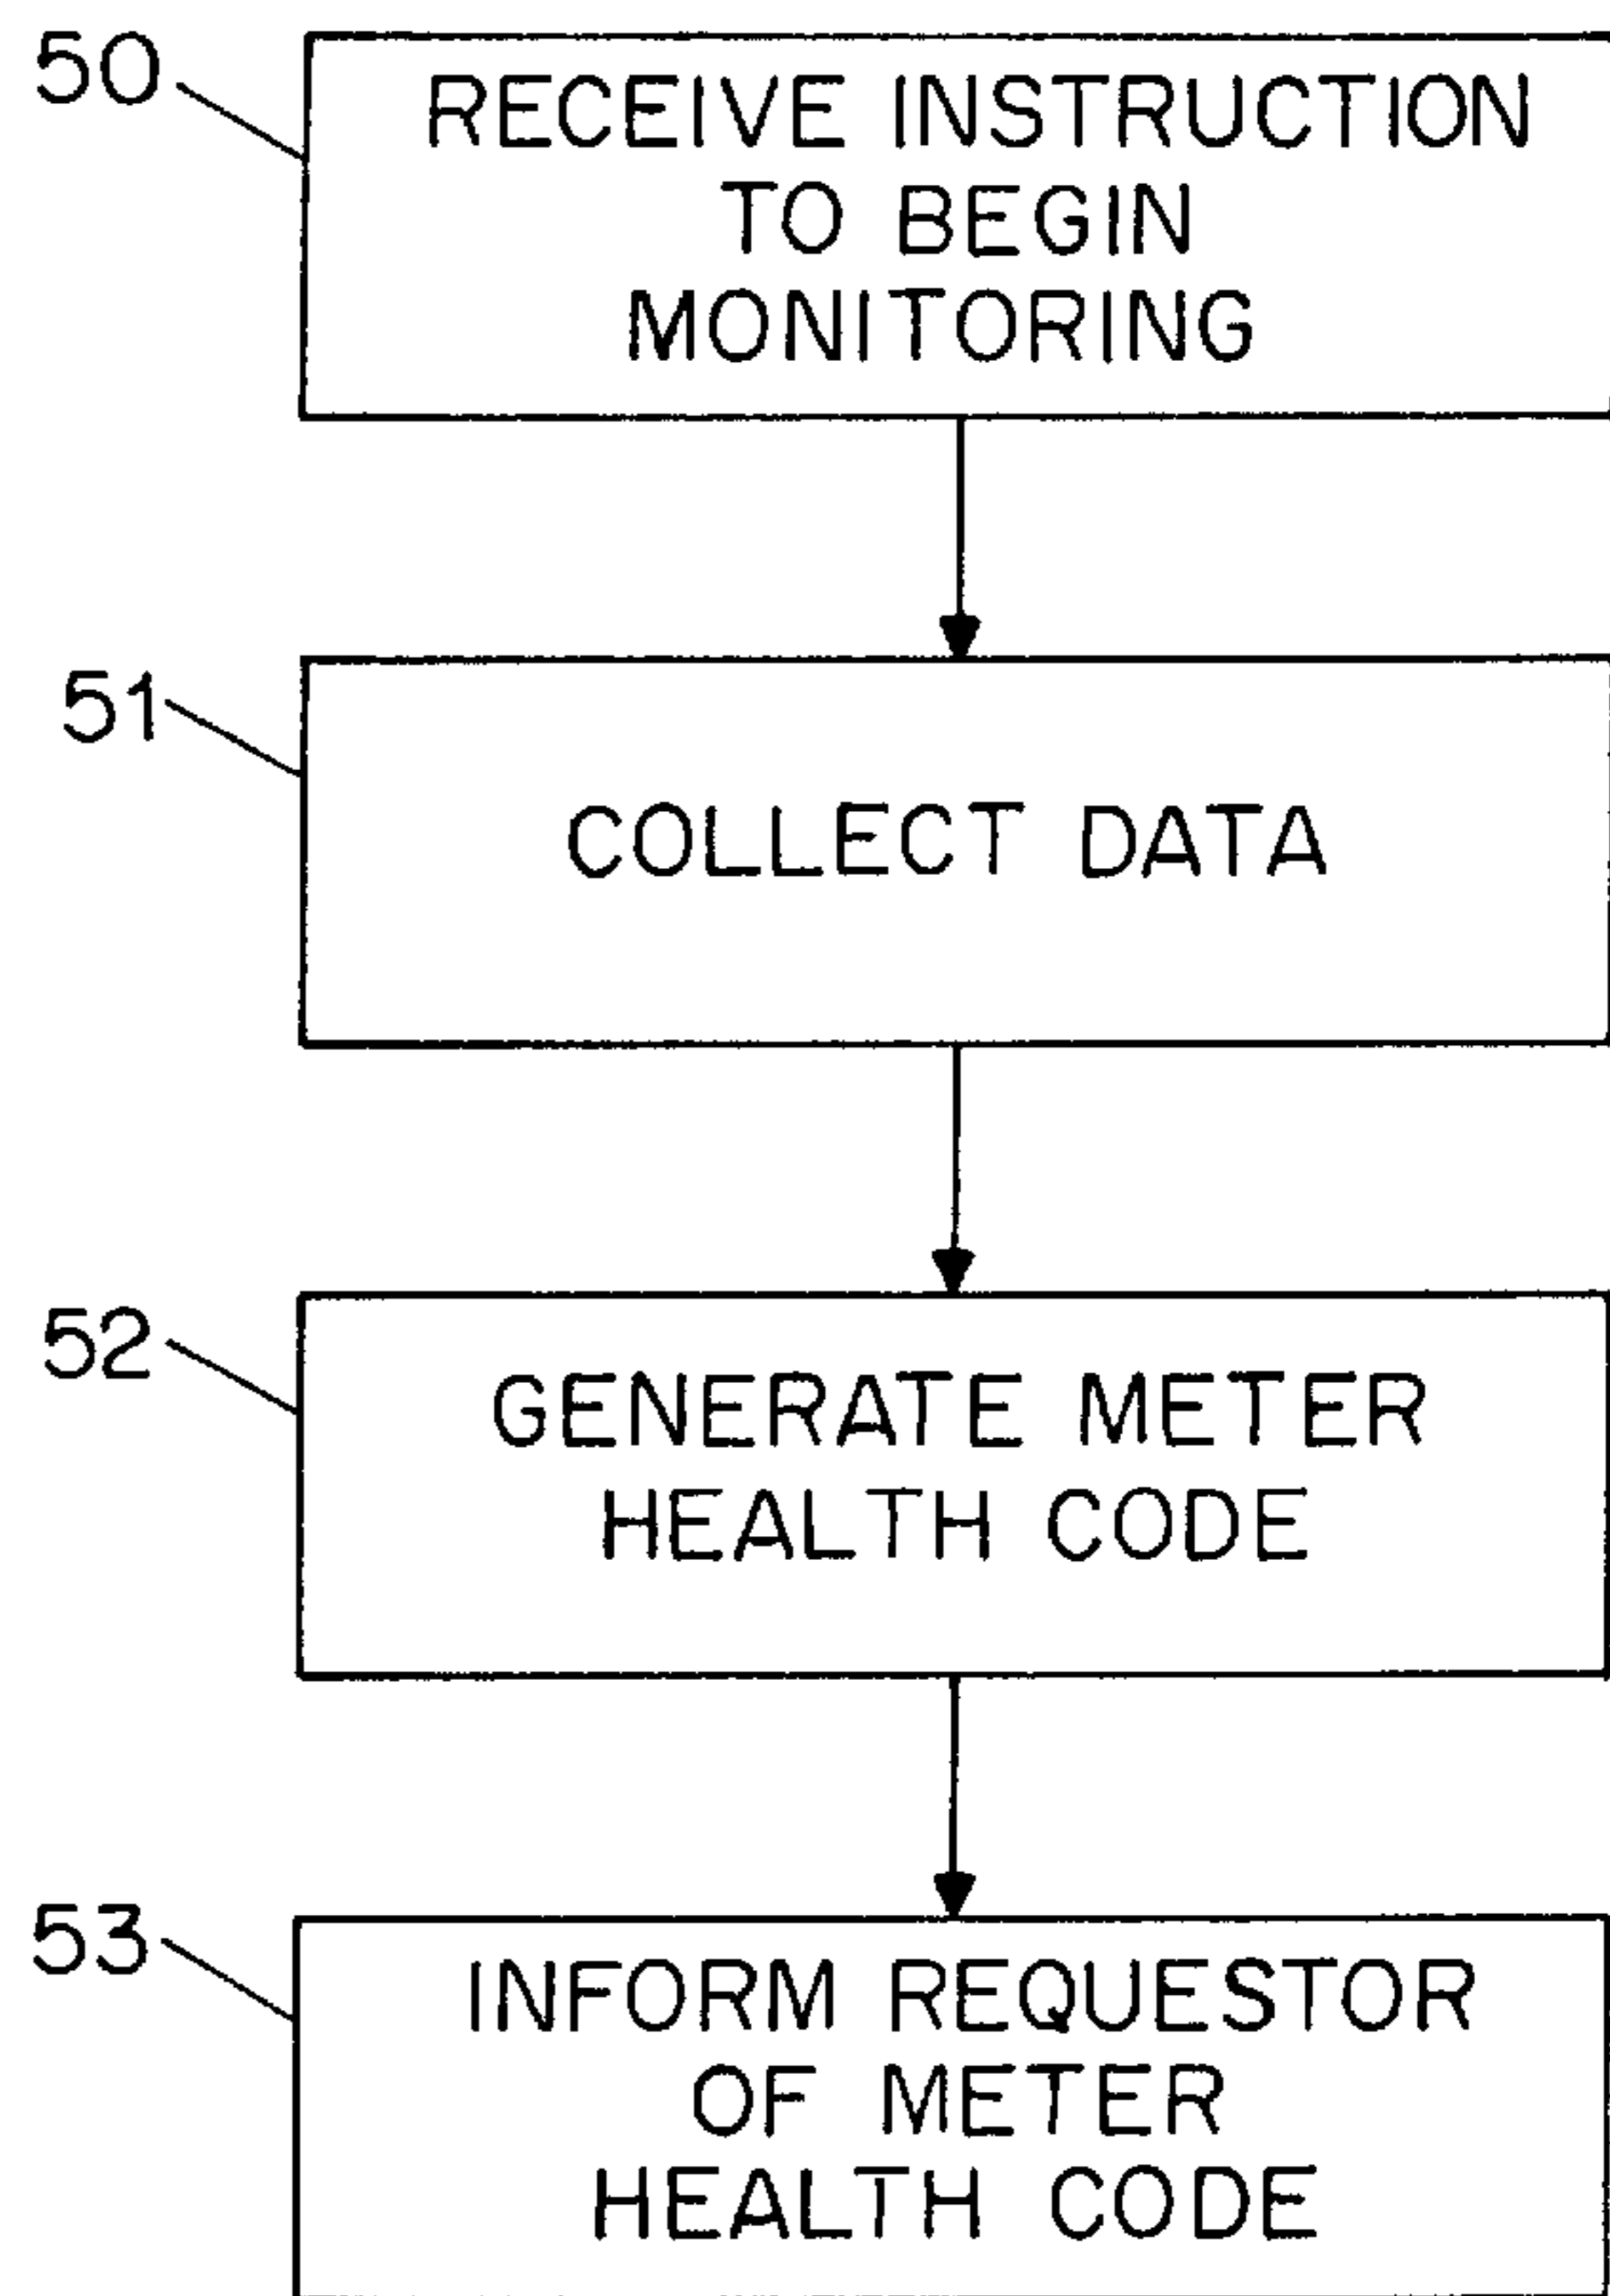 50
RECEIVE INSTRUCTION
TO BEGIN
MONITORING
51
COLLECT DATA
52
GENERATE METER
HEALTH CODE
53
INFORM REQUESTOR
OF METER
HEALTH CODE